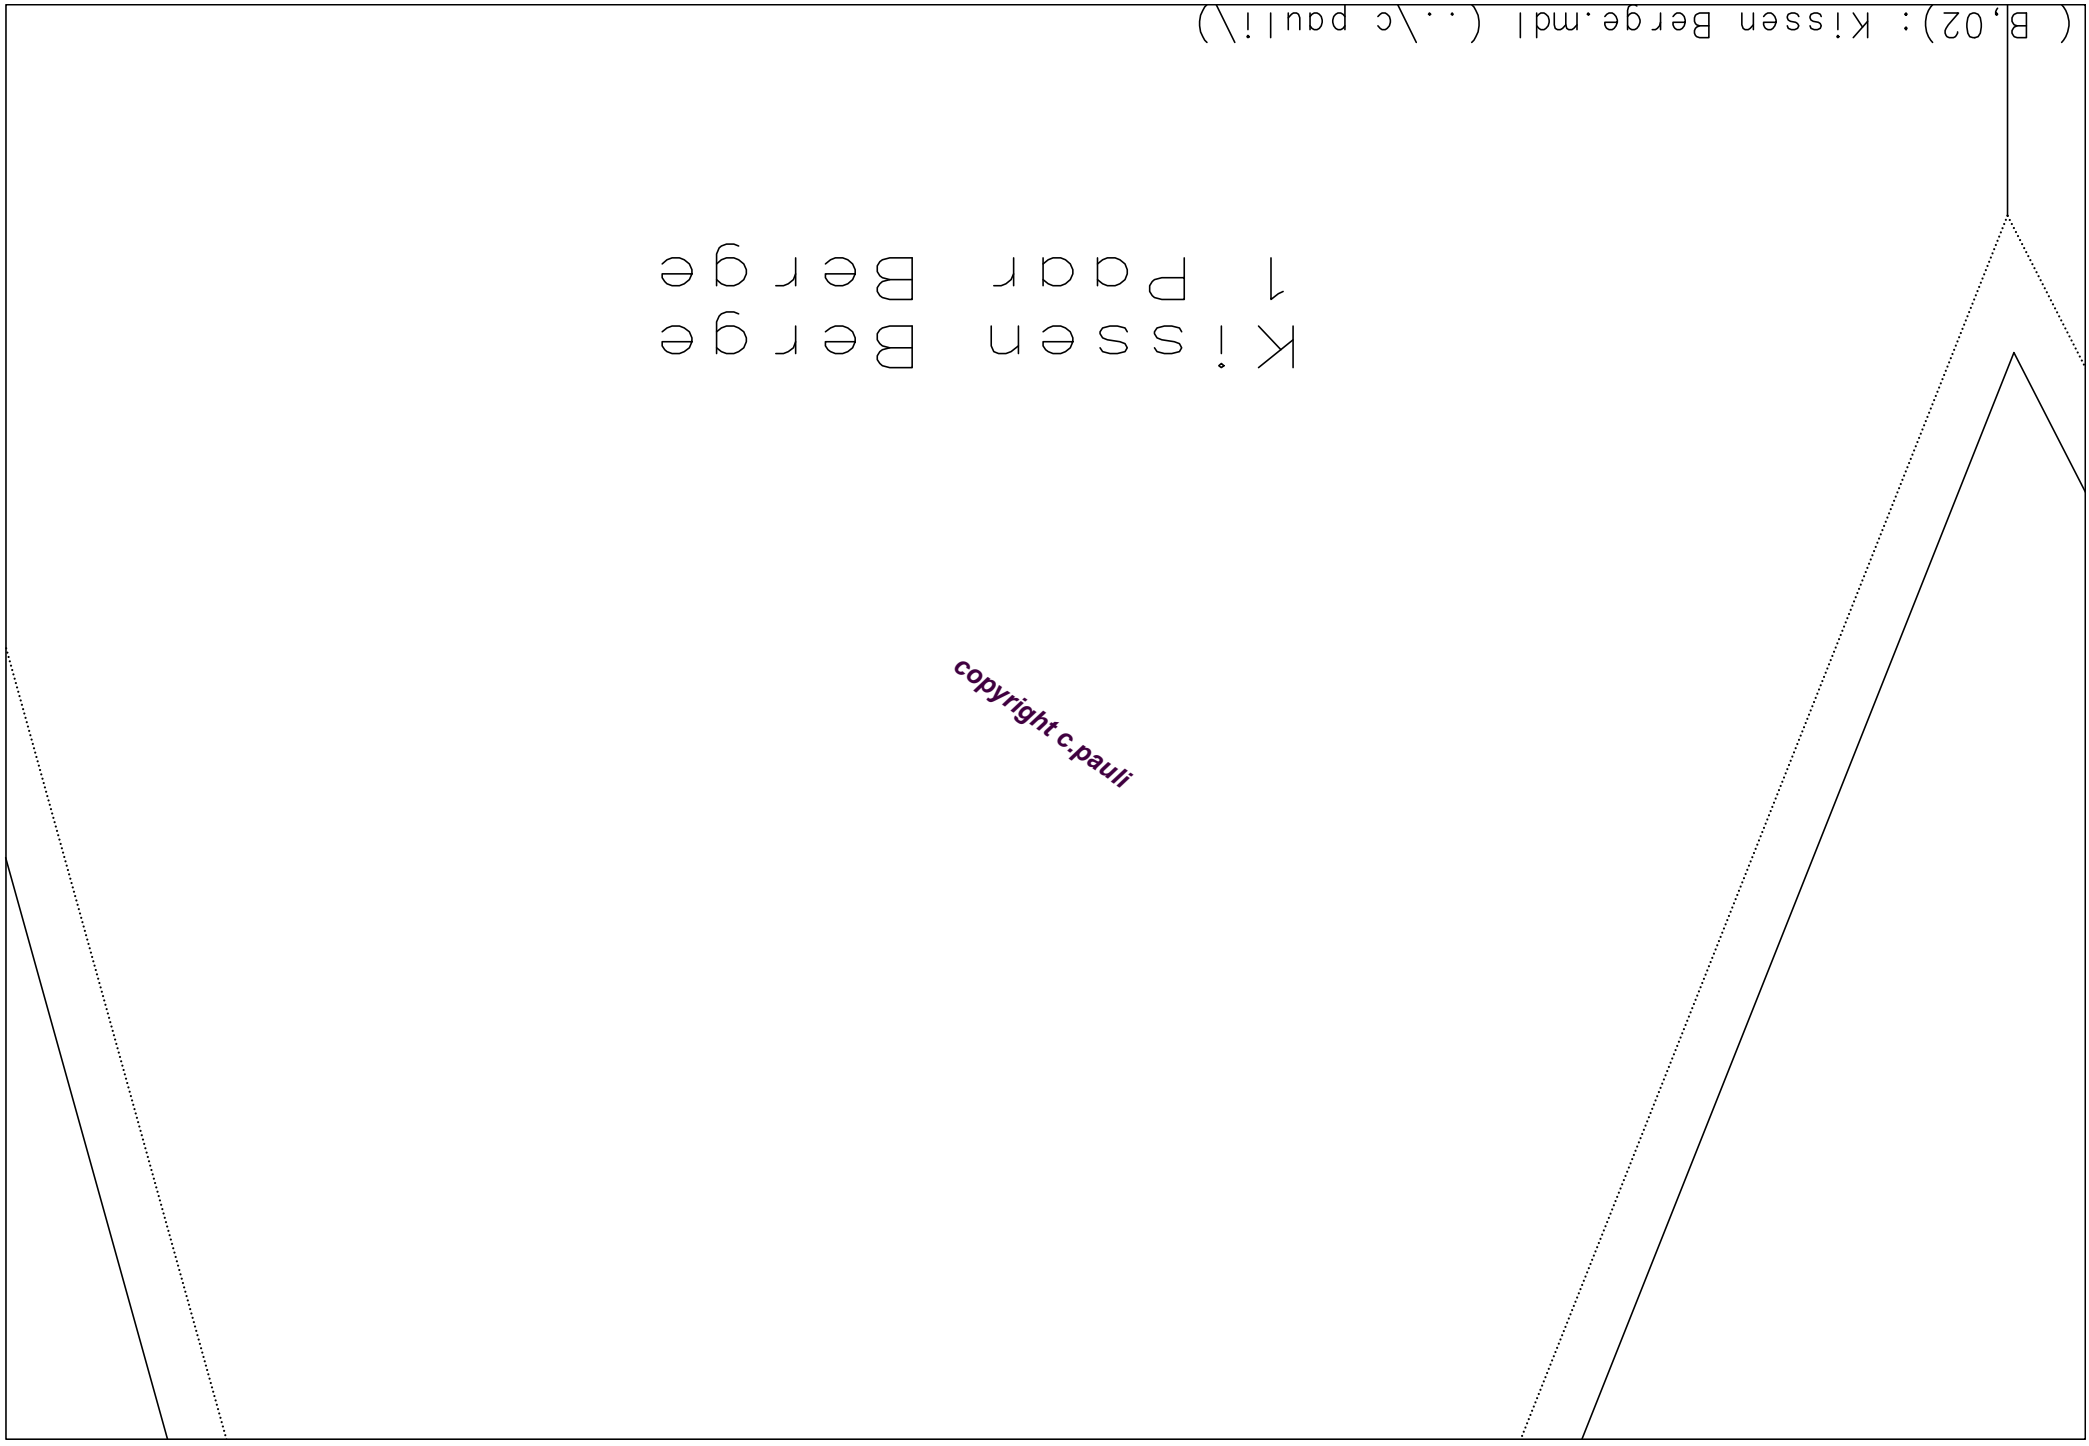 ( B,02): Kissen Berge.mdl (..\c pauli\)
Kissen Berge
1 Paar Berge
copyright c.pauli